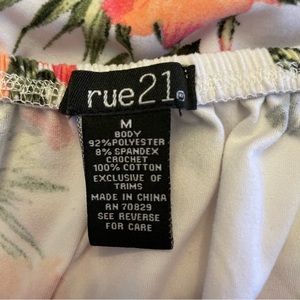 rue21
M
BODY
92%POLYESTER
8% SPANDEX
CROCHET
100% COTTON
EXCLUSIVE OF
TRIMS
MADE IN CHINA
RN 70829
SEE REVERSE
FOR CARE